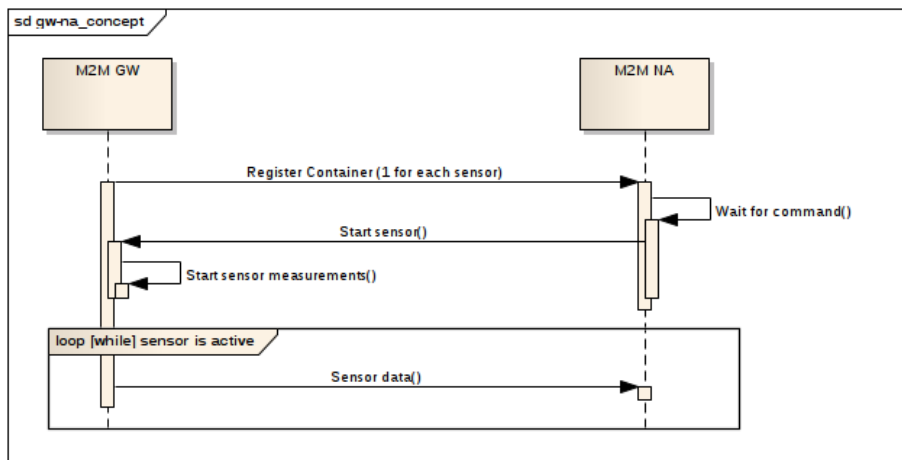 sd gw-na_concept
M2M GW
M2M NA
Register Container (1 for each sensor)
Wait for command()
Start sensor()
Start sensor measurements()
loop [while] sensor is active
Sensor data()